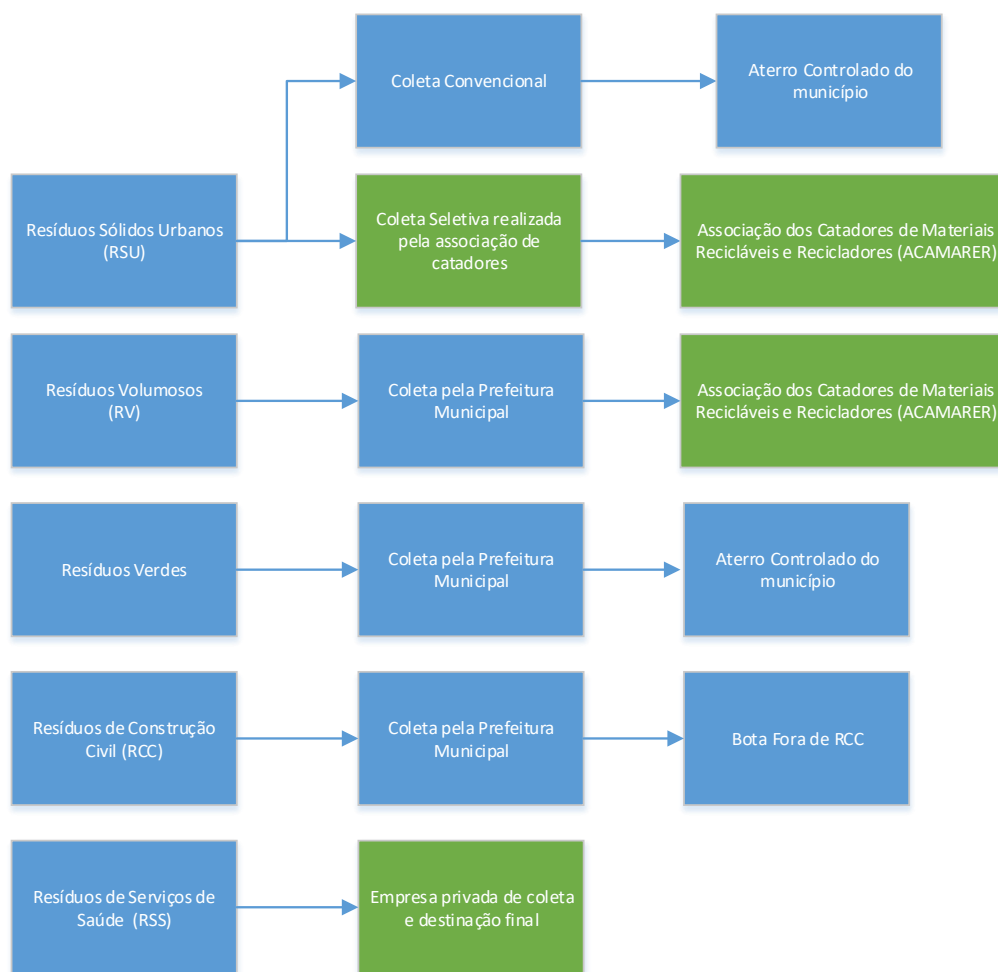 Coleta Convencional
Aterro Controlado do
município
Resíduos Sólidos Urbanos
(RSU)
Coleta Seletiva realizada
pela associação de
catadores
Associação dos Catadores de Materiais
Recicláveis e Recicladores (ACAMARER)
Resíduos Volumosos
(RV)
Coleta pela Prefeitura
Municipal
Associação dos Catadores de Materiais
Recicláveis e Recicladores (ACAMARER)
Resíduos Verdes
Coleta pela Prefeitura
Municipal
Aterro Controlado do
município
Resíduos de Construção
Civil (RCC)
Coleta pela Prefeitura
Municipal
Bota Fora de RCC
Resíduos de Serviços de
Saúde (RSS)
Empresa privada de coleta
e destinação final